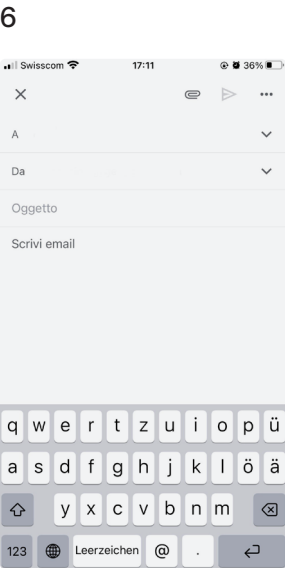 6
Swisscom 17:11 36%
A
Da
Oggetto
Scrivi email
q w e r t z u i o p ü
a s d f g h j k l ö ä
y x c v b n m
123 Leerzeichen @ .